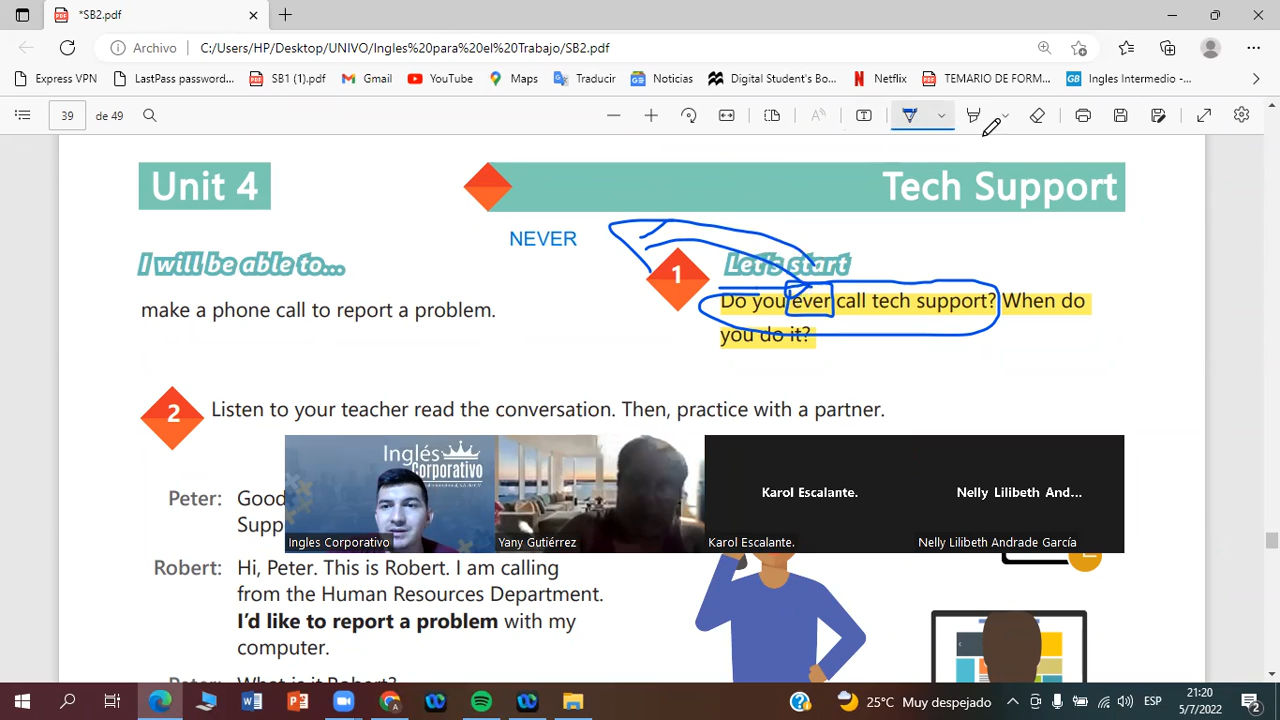 *SB2.pdf
Archivo
C:/Users/HP/Desktop/UNIVO/Ingles%20para%20el%20Trabajo/SB2.pdf
Express VPN
LastPass password...
SB1 (1).pdf
Gmail
YouTube
Maps
Traducir
Noticias
Digital Student's Bo...
Netflix
TEMARIO DE FORM...
Ingles Intermedio -...
39
de 49
Unit 4
Tech Support
NEVER
I will be able to...
make a phone call to report a problem.
1
Let's start
Do you ever call tech support? When do
you do it?
2
Listen to your teacher read the conversation. Then, practice with a partner.
Peter: Good
Supp
Inglés
Corporativo
Ingles Corporativo
Yany Gutiérrez
Karol Escalante.
Karol Escalante.
Nelly Lilibeth And...
Nelly Lilibeth Andrade García
Robert: Hi, Peter. This is Robert. I am calling
from the Human Resources Department.
I'd like to report a problem with my
computer.
Peter: What is it Robert?
25°C Muy despejado
ESP
21:20
5/7/2022
2